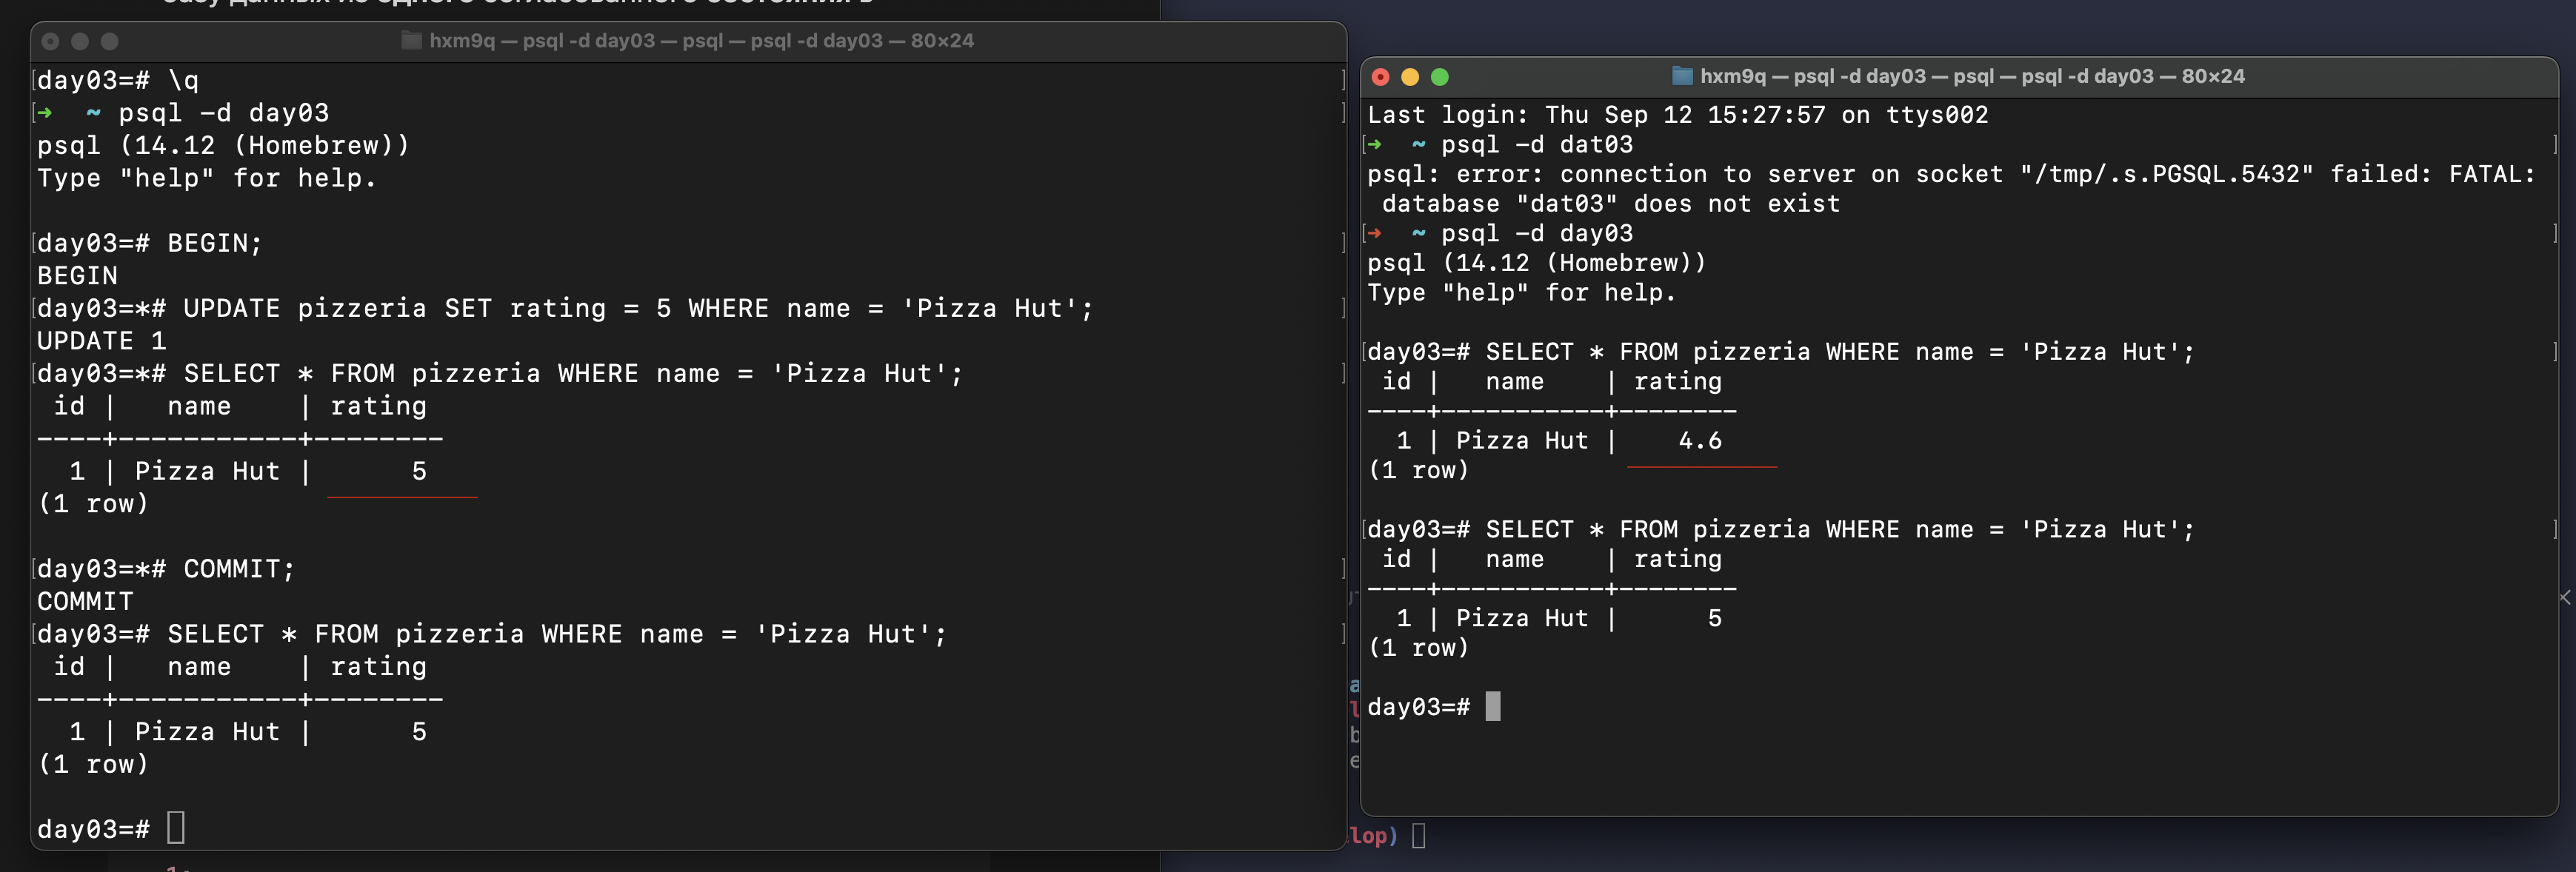 hxm9q — psql -d day03 — psql — psql -d day03 — 80×24
day03=# \q
➜ ~ psql -d day03
psql (14.12 (Homebrew))
Type "help" for help.
day03=# BEGIN;
BEGIN
day03=*# UPDATE pizzeria SET rating = 5 WHERE name = 'Pizza Hut';
UPDATE 1
day03=*# SELECT * FROM pizzeria WHERE name = 'Pizza Hut';
 id |   name    | rating
----+-----------+--------
  1 | Pizza Hut |      5
(1 row)
day03=*# COMMIT;
COMMIT
day03=# SELECT * FROM pizzeria WHERE name = 'Pizza Hut';
 id |   name    | rating
----+-----------+--------
  1 | Pizza Hut |      5
(1 row)
day03=#
hxm9q — psql -d day03 — psql — psql -d day03 — 80×24
Last login: Thu Sep 12 15:27:57 on ttys002
➜ ~ psql -d dat03
psql: error: connection to server on socket "/tmp/.s.PGSQL.5432" failed: FATAL:
 database "dat03" does not exist
➜ ~ psql -d day03
psql (14.12 (Homebrew))
Type "help" for help.
day03=# SELECT * FROM pizzeria WHERE name = 'Pizza Hut';
 id |   name    | rating
----+-----------+--------
  1 | Pizza Hut |    4.6
(1 row)
day03=# SELECT * FROM pizzeria WHERE name = 'Pizza Hut';
 id |   name    | rating
----+-----------+--------
  1 | Pizza Hut |      5
(1 row)
day03=#
lop)